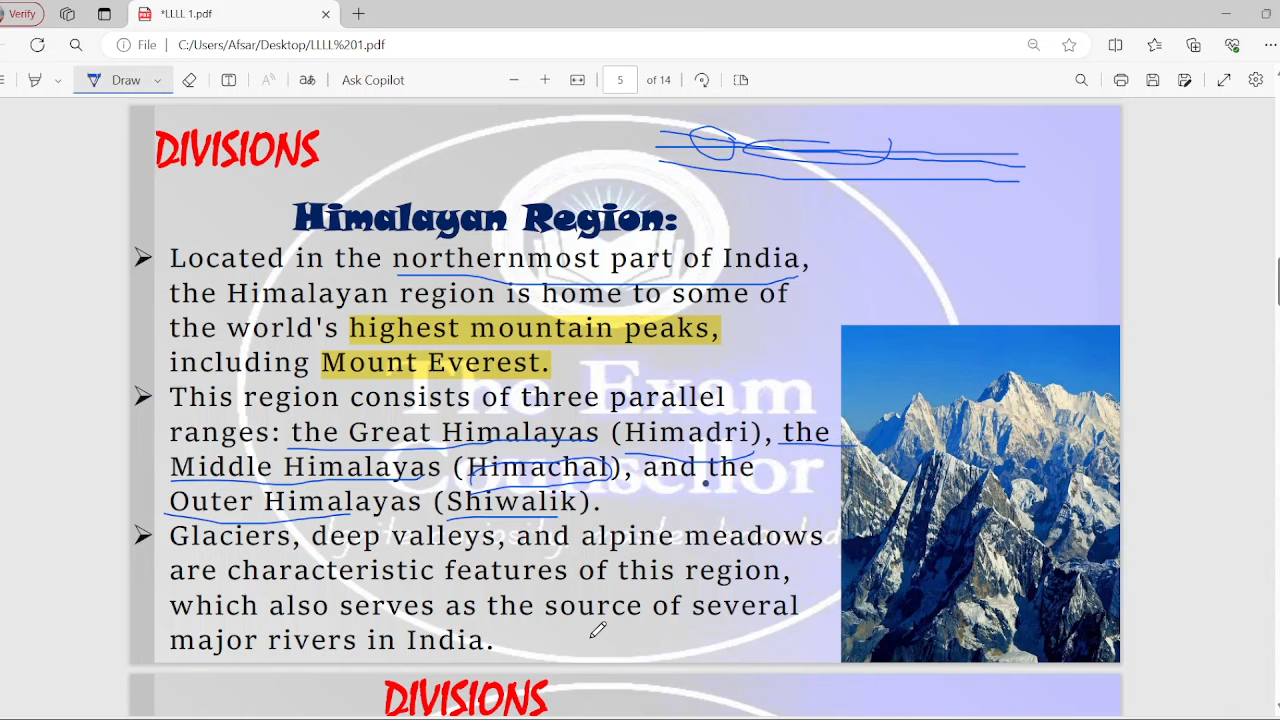 Verify
*LLLL 1.pdf
File
C:/Users/Afsar/Desktop/LLLL%201.pdf
Draw
Ask Copilot
5 of 14
DIVISIONS
Himalayan Region:
Located in the northernmost part of India,
the Himalayan region is home to some of
the world's highest mountain peaks,
including Mount Everest.
This region consists of three parallel
ranges: the Great Himalayas (Himadri), the
Middle Himalayas (Himachal), and the
Outer Himalayas (Shiwalik).
Glaciers, deep valleys, and alpine meadows
are characteristic features of this region,
which also serves as the source of several
major rivers in India.
The Exam
Counsellor
DIVISIONS